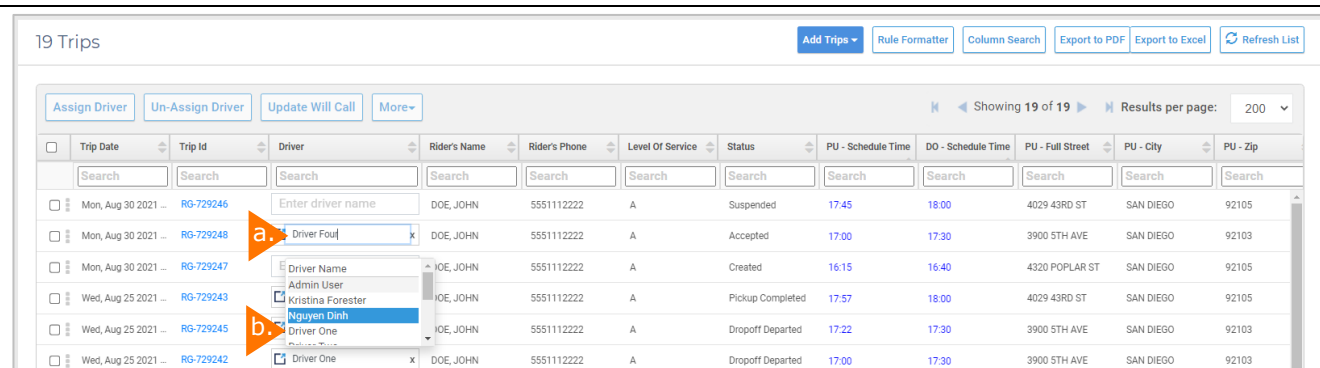 19 Trips
Add Trips
Rule Formatter
Column Search
Export to PDF
Export to Excel
Refresh List
Assign Driver
Un-Assign Driver
Update Will Call
More
Showing 19 of 19
Results per page:
200
Trip Date Trip Id Driver Rider's Name Rider's Phone Level Of Service Status PU - Schedule Time DO - Schedule Time PU - Full Street PU - City PU - Zip
Search Search Search Search Search Search Search Search Search Search Search Search
Mon, Aug 30 2021 ... RG-729246 Enter driver name DOE, JOHN 5551112222 A Suspended 17:45 18:00 4029 43RD ST SAN DIEGO 92105
Mon, Aug 30 2021 ... RG-729248 a. Driver Four x DOE, JOHN 5551112222 A Accepted 17:00 17:30 3900 5TH AVE SAN DIEGO 92103
Mon, Aug 30 2021 ... RG-729247 E OOE, JOHN 5551112222 A Created 16:15 16:40 4320 POPLAR ST SAN DIEGO 92105
Driver Name
Admin User
Wed, Aug 25 2021 ... RG-729243 Kristina Forester OOE, JOHN 5551112222 A Pickup Completed 17:57 18:00 4029 43RD ST SAN DIEGO 92105
Nguyen Dinh
Wed, Aug 25 2021 ... RG-729245 b. Driver One OOE, JOHN 5551112222 A Dropoff Departed 17:22 17:30 3900 5TH AVE SAN DIEGO 92103
Wed, Aug 25 2021 ... RG-729242 Driver One x DOE, JOHN 5551112222 A Dropoff Departed 17:00 17:30 3900 5TH AVE SAN DIEGO 92103